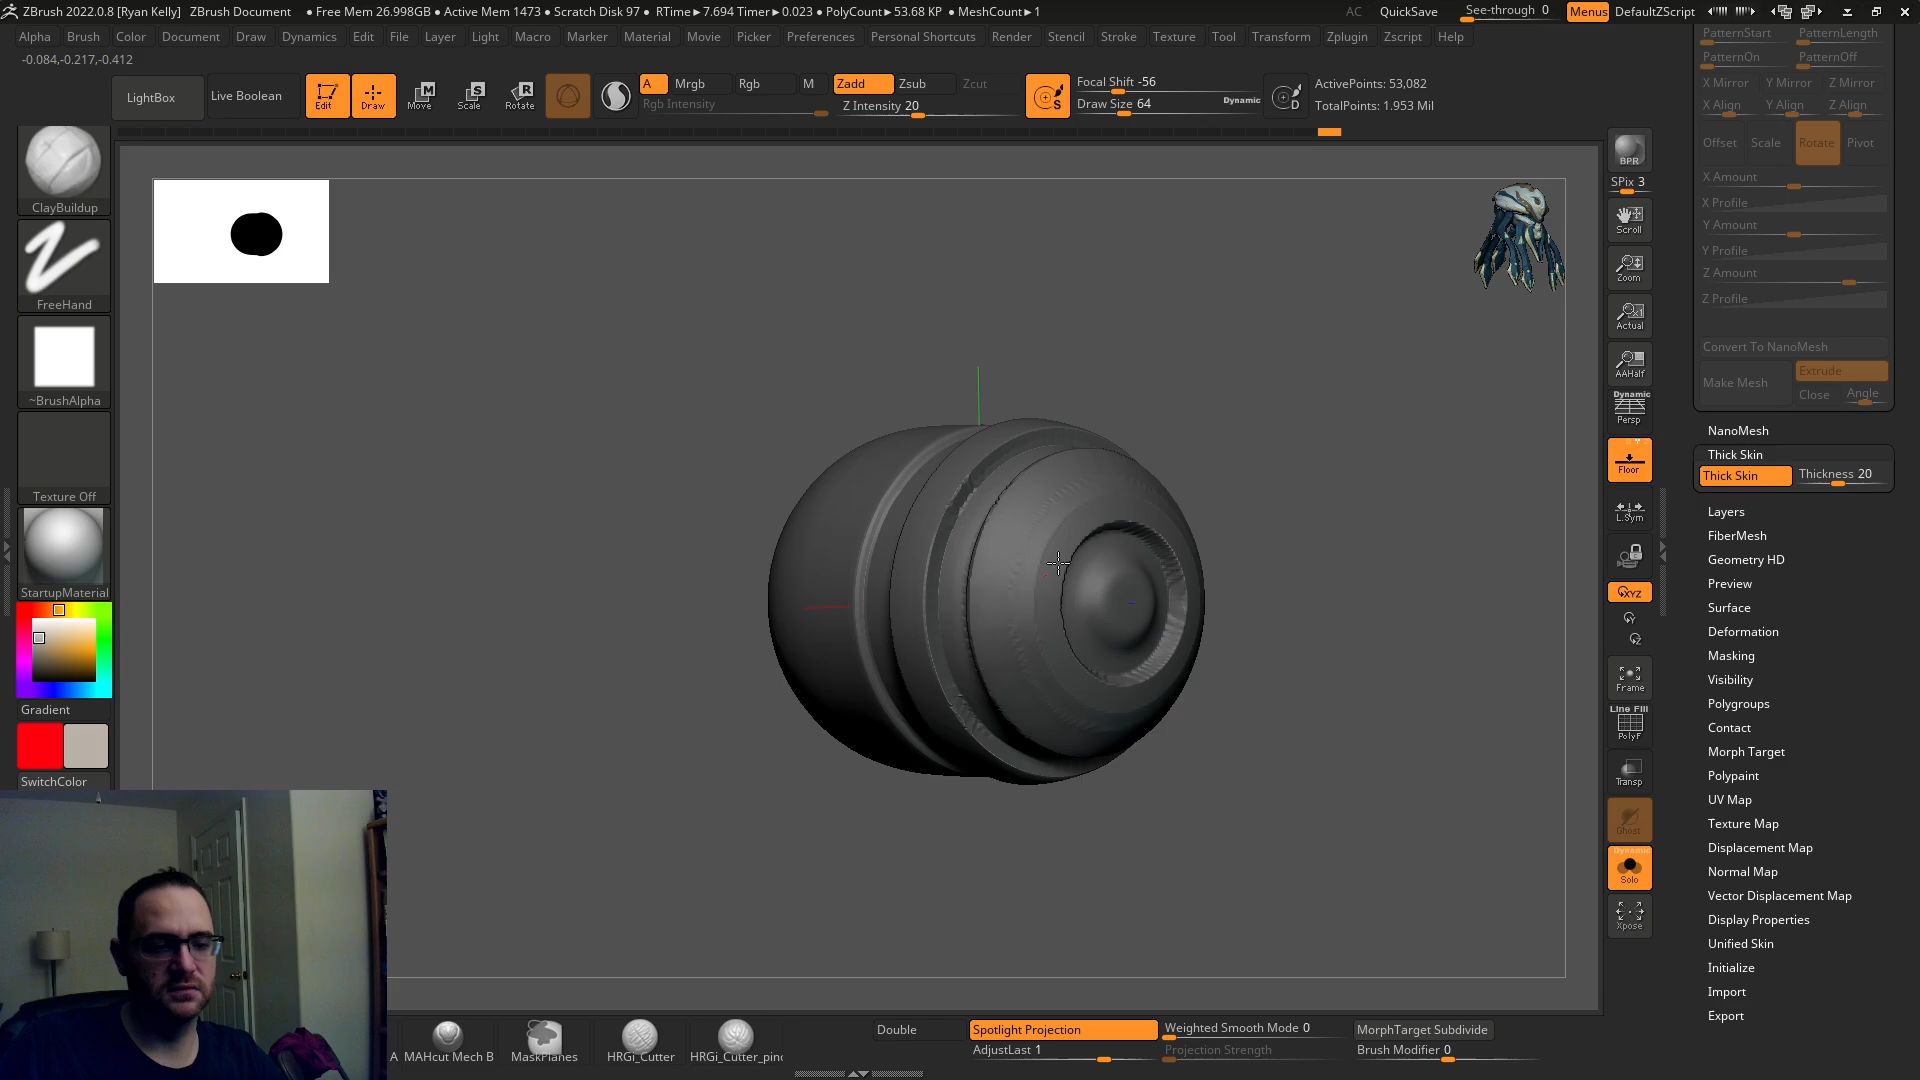 ZBrush 2022.0.8 [Ryan Kelly] ZBrush Document ● Free Mem 26.998GB ● Active Mem 1473 ● Scratch Disk 97 ● RTime►7.694 Timer►0.023 ● PolyCount►53.68 KP ● MeshCount►1 AC QuickSave See-through 0 Menus DefaultZScript
Alpha Brush Color Document Draw Dynamics Edit File Layer Light Macro Marker Material Movie Picker Preferences Personal Shortcuts Render Stencil Stroke Texture Tool Transform Zplugin Zscript Help
-0.084,-0.217,-0.412
LightBox
Live Boolean
Edit
Draw
Move
Scale
Rotate
A Mrgb Rgb M
Rgb Intensity
Zadd Zsub Zcut
Z Intensity 20
Focal Shift -56
Draw Size 64
Dynamic
S
D
ActivePoints: 53,082
TotalPoints: 1.953 Mil
ClayBuildup
FreeHand
~BrushAlpha
Texture Off
StartupMaterial
Gradient
SwitchColor
BPR
SPix 3
Scroll
Zoom
Actual
AAHalf
Dynamic
Persp
Floor
L.Sym
XYZ
Y
Z
Frame
Line Fill
PolyF
Transp
Ghost
Dynamic
Solo
Xpose
PatternStart PatternLength
PatternOn PatternOff
X Mirror Y Mirror Z Mirror
X Align Y Align Z Align
Offset Scale Rotate Pivot
X Amount
X Profile
Y Amount
Y Profile
Z Amount
Z Profile
Convert To NanoMesh
Make Mesh
Extrude
Close Angle
NanoMesh
Thick Skin
Thick Skin Thickness 20
Layers
FiberMesh
Geometry HD
Preview
Surface
Deformation
Masking
Visibility
Polygroups
Contact
Morph Target
Polypaint
UV Map
Texture Map
Displacement Map
Normal Map
Vector Displacement Map
Display Properties
Unified Skin
Initialize
Import
Export
A MAHcut Mech B MaskPlanes HRGi_Cutter HRGi_Cutter_pinc
Double
Spotlight Projection
AdjustLast 1
Weighted Smooth Mode 0
Projection Strength
MorphTarget Subdivide
Brush Modifier 0